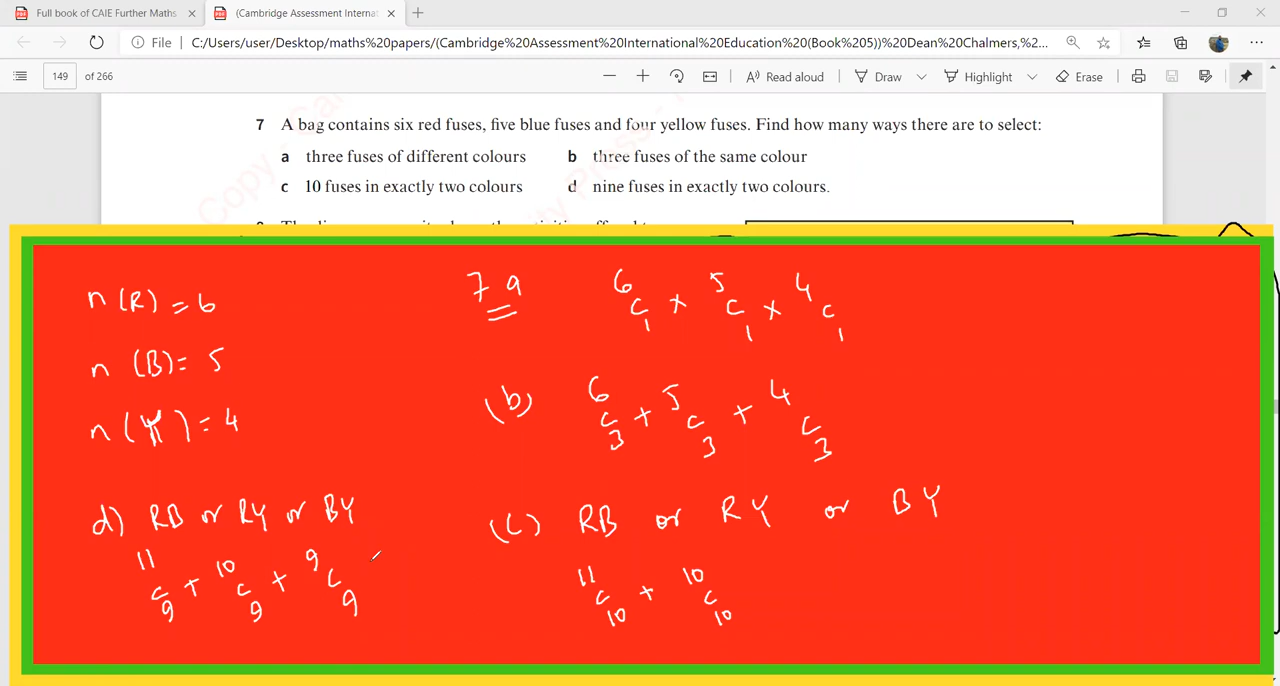 Full book of CAIE Further Maths
(Cambridge Assessment Internat
File
C:/Users/user/Desktop/maths%20papers/(Cambridge%20Assessment%20International%20Education%20(Book%205))%20Dean%20Chalmers,%2...
149 of 266
Read aloud
Draw
Highlight
Erase
7 A bag contains six red fuses, five blue fuses and four yellow fuses. Find how many ways there are to select:
a three fuses of different colours
b three fuses of the same colour
c 10 fuses in exactly two colours
d nine fuses in exactly two colours.
n(R) = 6
n(B) = 5
n(Y) = 4
7 a
6C1 × 5C1 × 4C1
(b)
6C3 + 5C3 + 4C3
d) RB or RY or BY
11C9 + 10C9 + 9C9
(c) RB or RY or BY
11C10 + 10C10